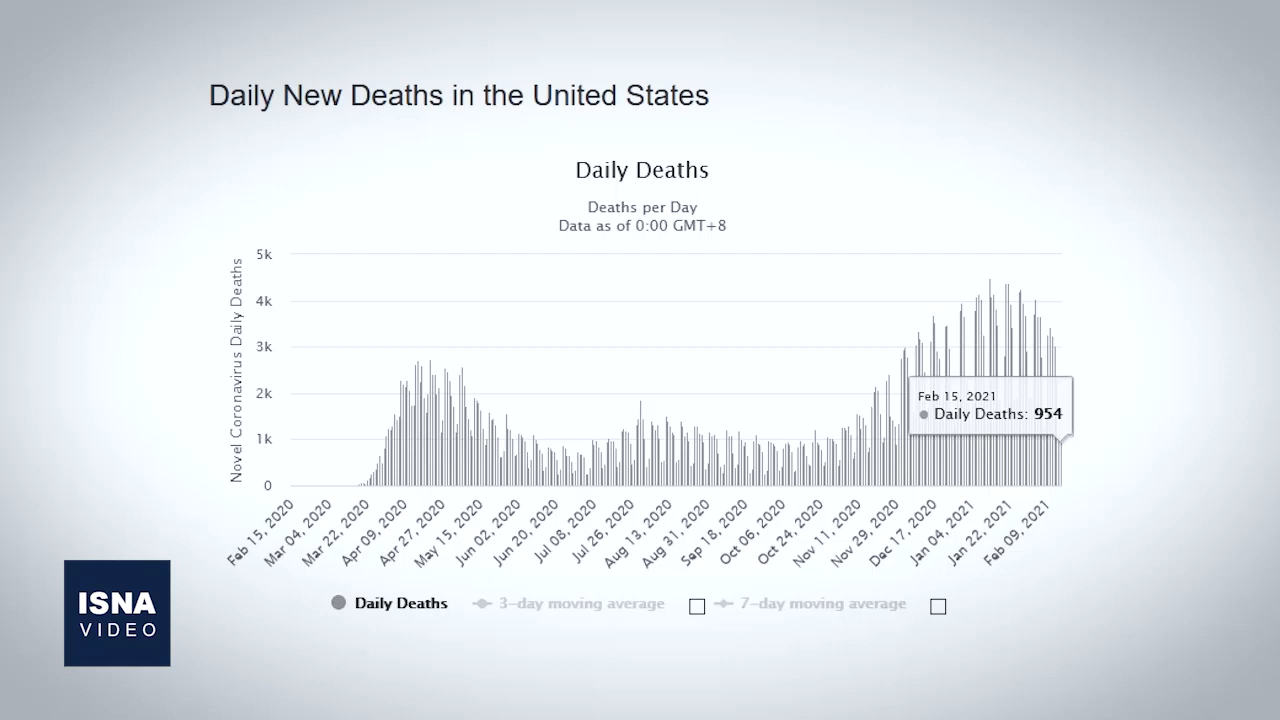 Daily New Deaths in the United States
Daily Deaths
Deaths per Day
Data as of 0:00 GMT+8
Novel Coronavirus Daily Deaths
5k
4k
3k
2k
1k
0
Feb 15, 2021
Daily Deaths: 954
Feb 15, 2020
Mar 04, 2020
Mar 22, 2020
Apr 09, 2020
Apr 27, 2020
May 15, 2020
Jun 02, 2020
Jun 20, 2020
Jul 08, 2020
Jul 26, 2020
Aug 13, 2020
Aug 31, 2020
Sep 18, 2020
Oct 06, 2020
Oct 24, 2020
Nov 11, 2020
Nov 29, 2020
Dec 17, 2020
Jan 04, 2021
Jan 22, 2021
Feb 09, 2021
Daily Deaths
3-day moving average
7-day moving average
ISNA
VIDEO